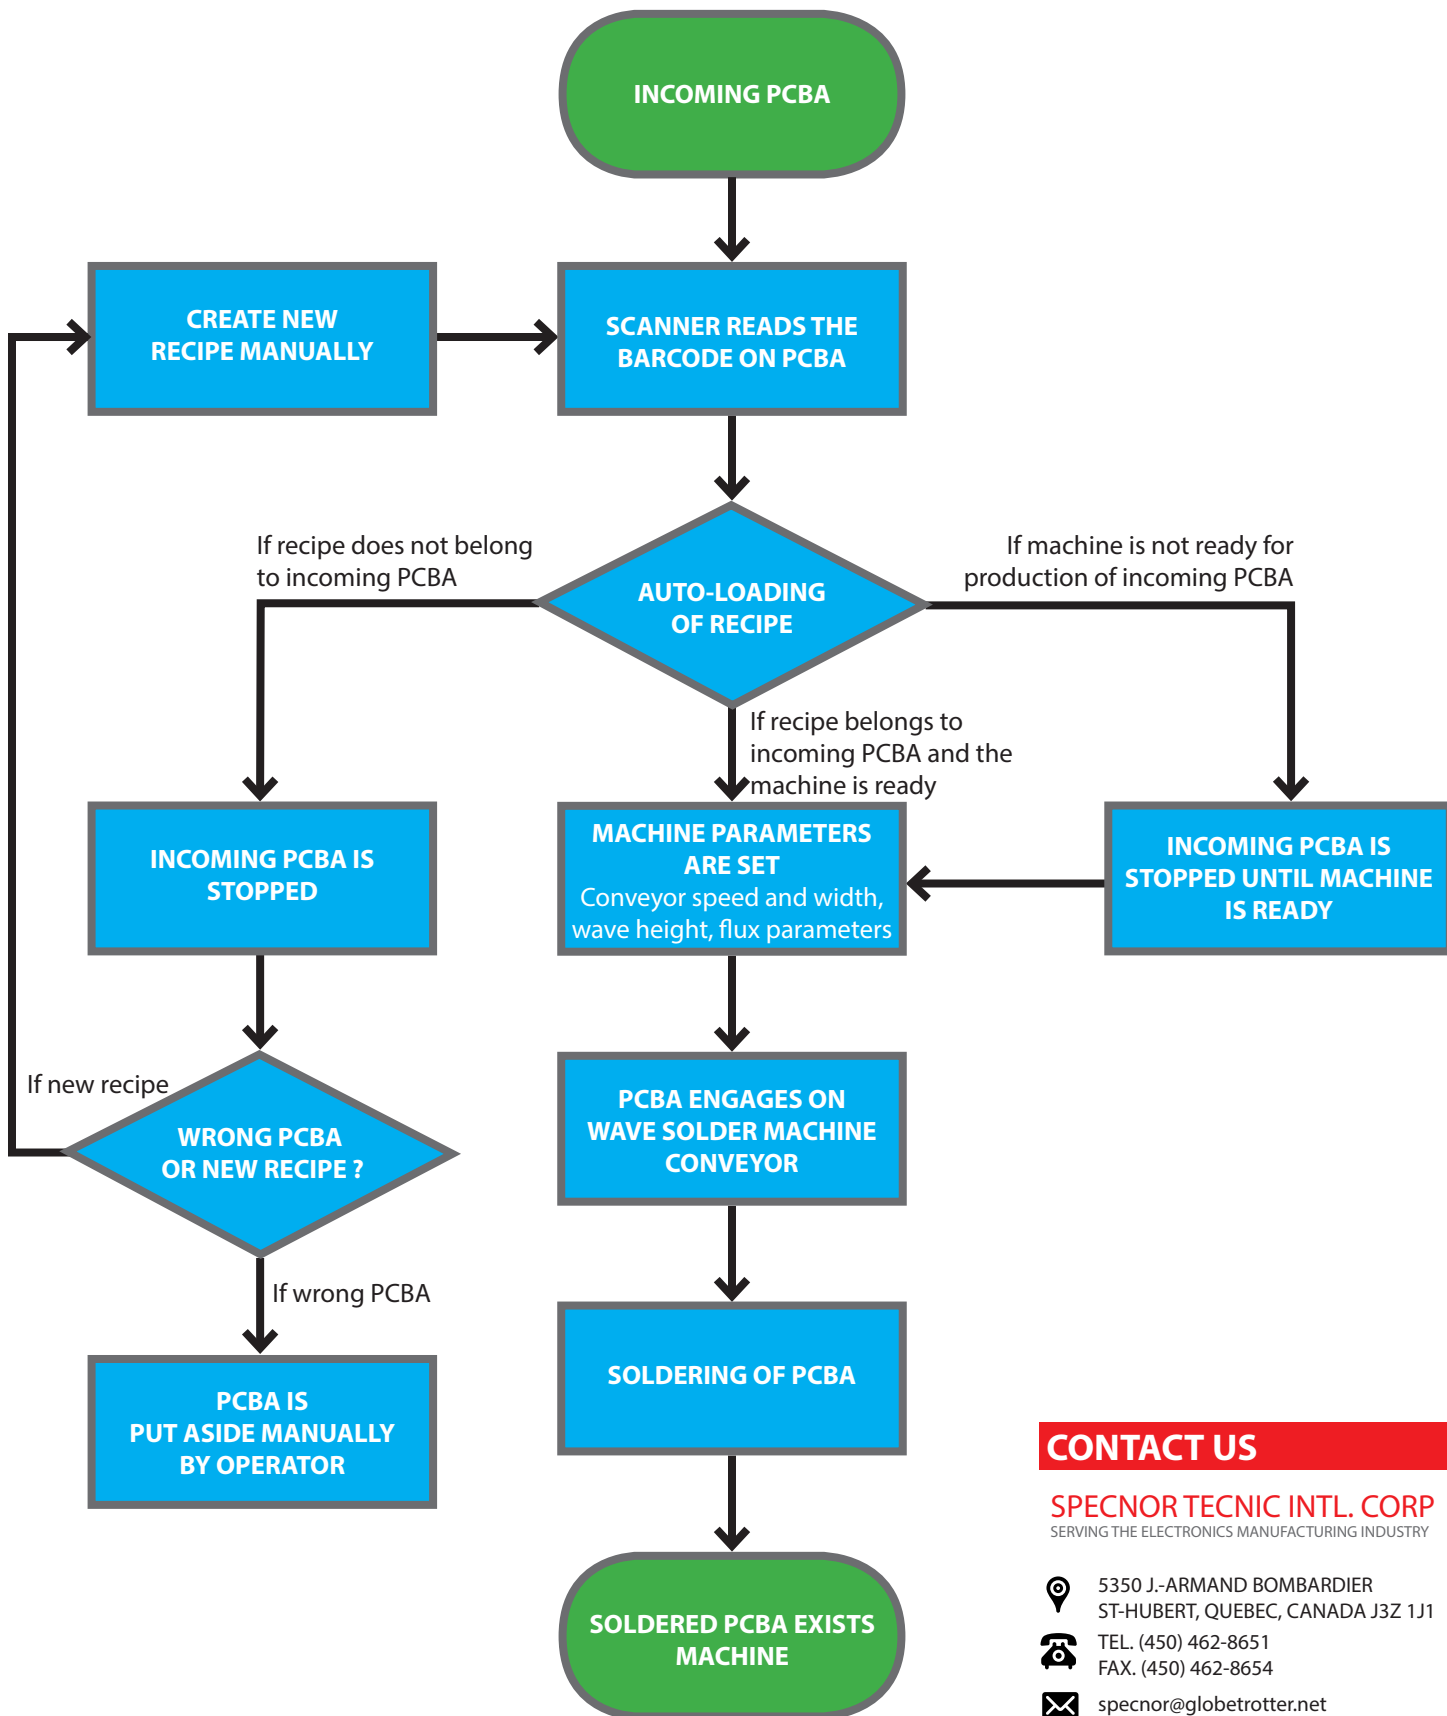 INCOMING PCBA
CREATE NEW
RECIPE MANUALLY
SCANNER READS THE
BARCODE ON PCBA
If recipe does not belong
to incoming PCBA
AUTO-LOADING
OF RECIPE
If machine is not ready for
production of incoming PCBA
If recipe belongs to
incoming PCBA and the
machine is ready
INCOMING PCBA IS
STOPPED
MACHINE PARAMETERS
ARE SET
Conveyor speed and width,
wave height, flux parameters
INCOMING PCBA IS
STOPPED UNTIL MACHINE
IS READY
If new recipe
WRONG PCBA
OR NEW RECIPE ?
PCBA ENGAGES ON
WAVE SOLDER MACHINE
CONVEYOR
If wrong PCBA
PCBA IS
PUT ASIDE MANUALLY
BY OPERATOR
SOLDERING OF PCBA
SOLDERED PCBA EXISTS
MACHINE
CONTACT US
SPECNOR TECNIC INTL. CORP
SERVING THE ELECTRONICS MANUFACTURING INDUSTRY
5350 J.-ARMAND BOMBARDIER
ST-HUBERT, QUEBEC, CANADA J3Z 1J1
TEL. (450) 462-8651
FAX. (450) 462-8654
specnor@globetrotter.net